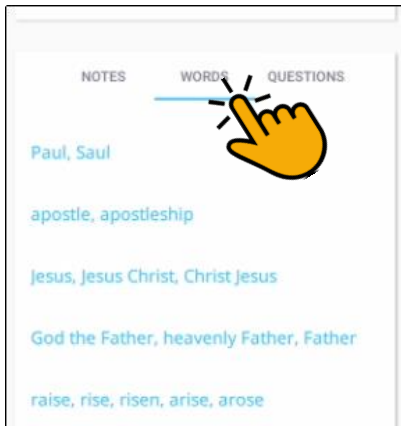 NOTES WORDS QUESTIONS
Paul, Saul
apostle, apostleship
Jesus, Jesus Christ, Christ Jesus
God the Father, heavenly Father, Father
raise, rise, risen, arise, arose